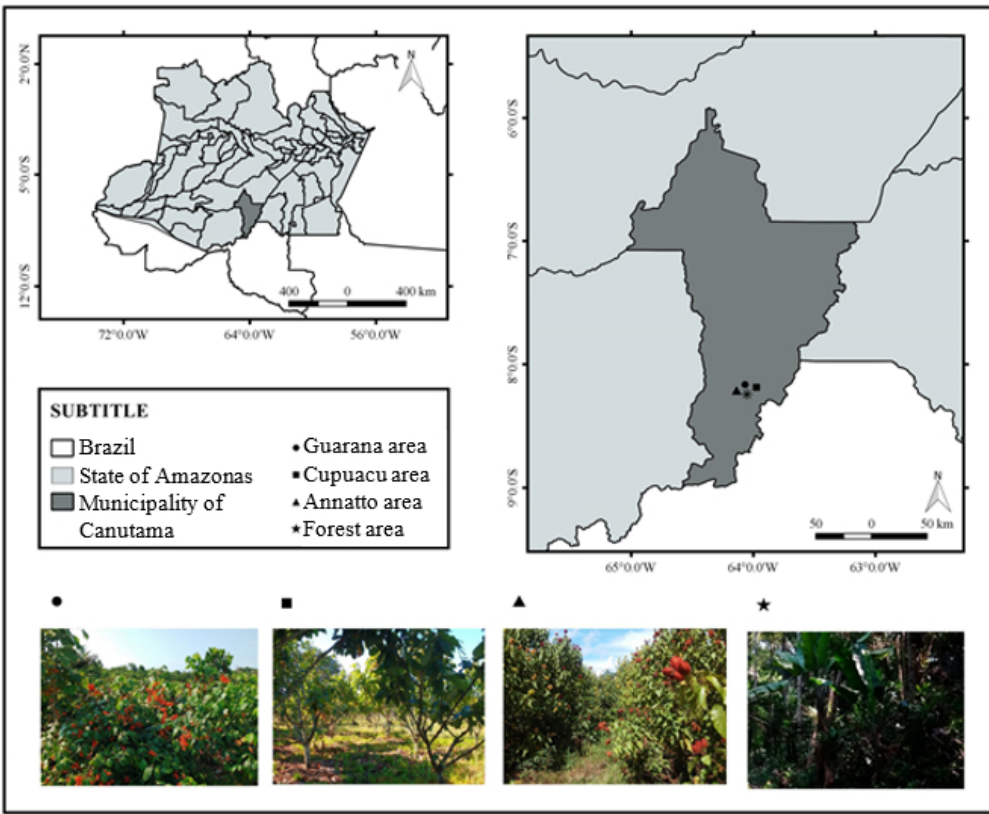 N
2°0.0'N
5°0.0'S
12°0.0'S
400 0 400 km
72°0.0'W 64°0.0'W 56°0.0'W
N
6°0.0'S
7°0.0'S
8°0.0'S
9°0.0'S
50 0 50 km
65°0.0'W 64°0.0'W 63°0.0'W
SUBTITLE
Brazil
State of Amazonas
Municipality of
Canutama
Guarana area
Cupuacu area
Annatto area
Forest area